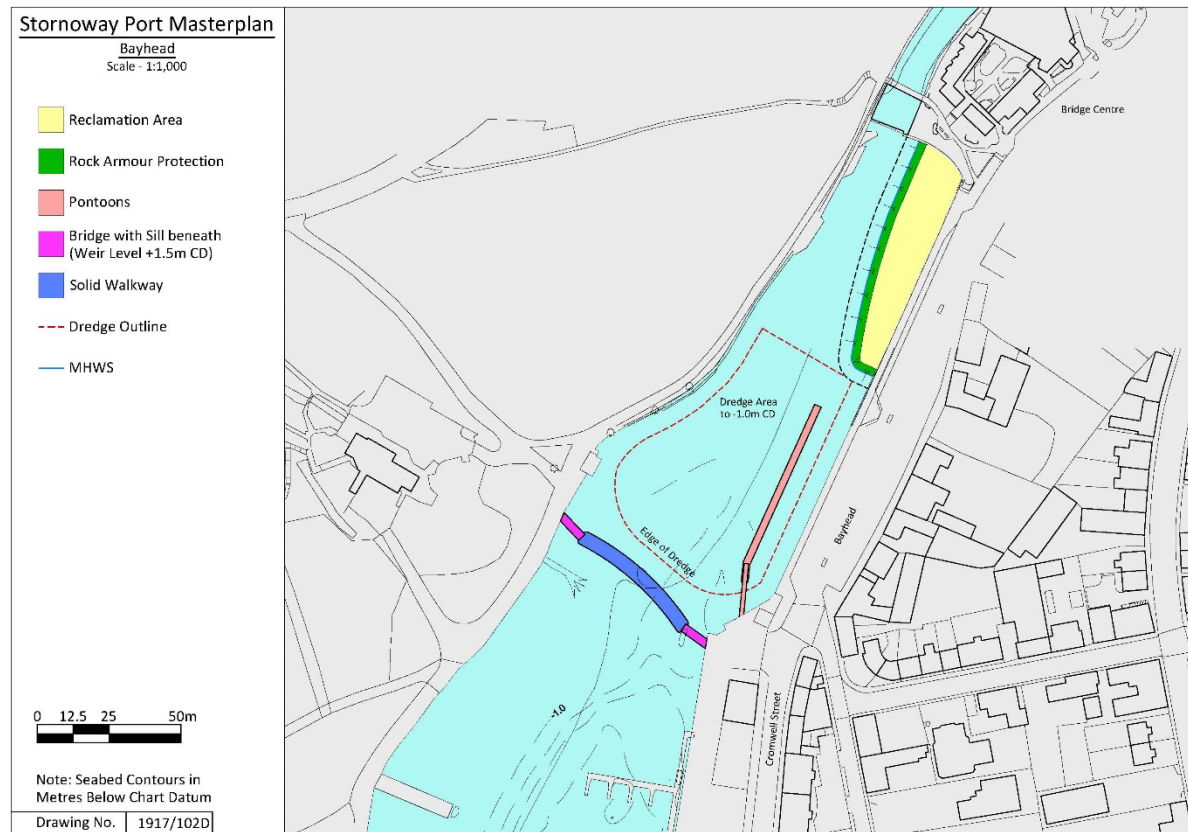 Stornoway Port Masterplan
Bayhead
Scale - 1:1,000
Reclamation Area
Rock Armour Protection
Pontoons
Bridge with Sill beneath
(Weir Level +1.5m CD)
Solid Walkway
Dredge Outline
MHWS
0 12.5 25 50m
Note: Seabed Contours in
Metres Below Chart Datum
Drawing No. 1917/102D
Bridge Centre
Dredge Area
to -1.0m CD
Edge of Dredge
Bayhead
-1.0
Cromwell Street